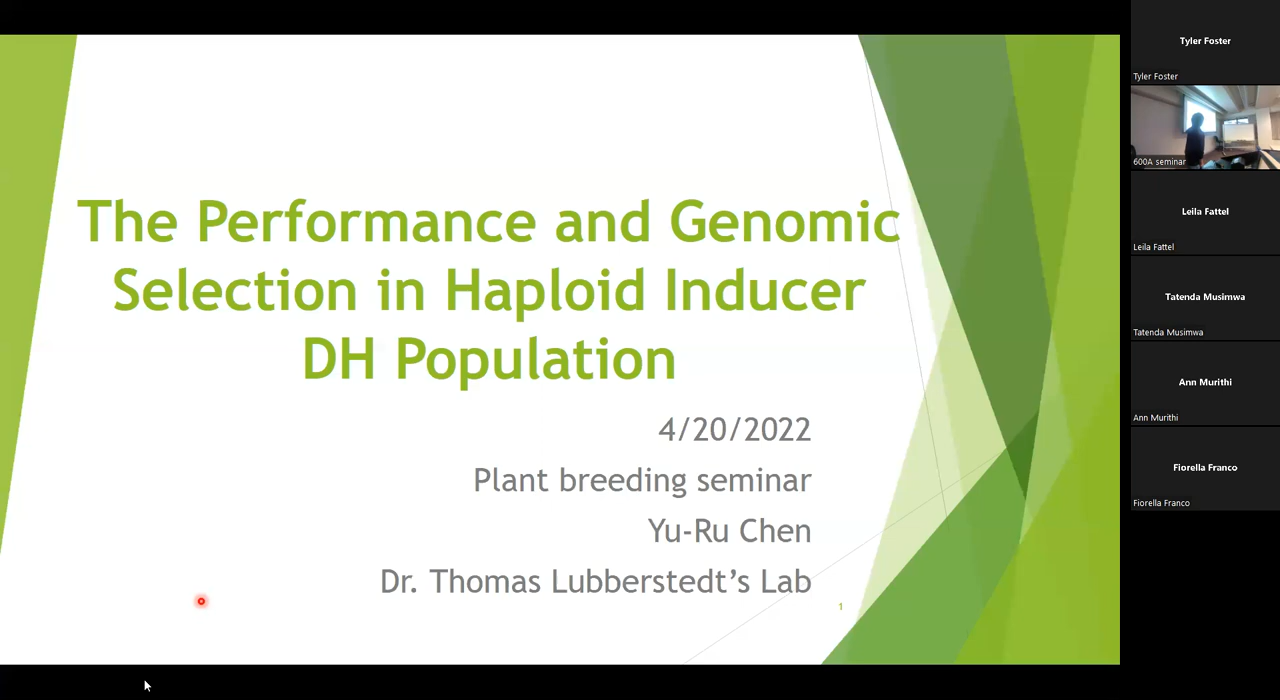 The Performance and Genomic
Selection in Haploid Inducer
DH Population
4/20/2022
Plant breeding seminar
Yu-Ru Chen
Dr. Thomas Lubberstedt’s Lab
1
Tyler Foster
Tyler Foster
600A seminar
Leila Fattel
Leila Fattel
Tatenda Musimwa
Tatenda Musimwa
Ann Murithi
Ann Murithi
Fiorella Franco
Fiorella Franco